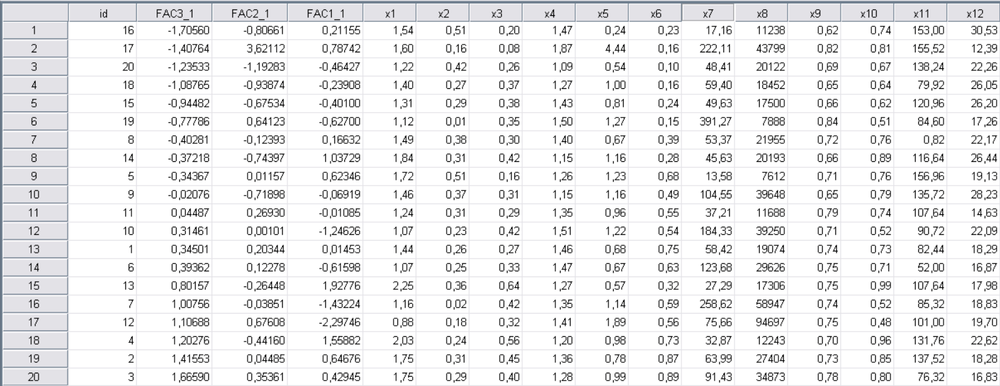 id FAC3_1 FAC2_1 FAC1_1 x1 x2 x3 x4 x5 x6 x7 x8 x9 x10 x11 x12
1 16 -1,70560 -0,80661 0,21155 1,54 0,51 0,20 1,47 0,24 0,23 17,16 11238 0,62 0,74 153,00 30,53
2 17 -1,40764 3,62112 0,78742 1,60 0,16 0,08 1,87 4,44 0,16 222,11 43799 0,82 0,81 155,52 12,39
3 20 -1,23533 -1,19283 -0,46427 1,22 0,42 0,26 1,09 0,54 0,10 48,41 20122 0,69 0,67 138,24 22,26
4 18 -1,08765 -0,93874 -0,23908 1,40 0,27 0,37 1,27 1,00 0,16 59,40 18452 0,65 0,64 79,92 26,05
5 15 -0,94482 -0,67534 -0,40100 1,31 0,29 0,38 1,43 0,81 0,24 49,63 17500 0,66 0,62 120,96 26,20
6 19 -0,77786 0,64123 -0,62700 1,12 0,01 0,35 1,50 1,27 0,15 391,27 7888 0,84 0,51 84,60 17,26
7 8 -0,40281 -0,12393 0,16632 1,49 0,38 0,30 1,40 0,67 0,39 53,37 21955 0,72 0,76 0,82 22,17
8 14 -0,37218 -0,74397 1,03729 1,84 0,31 0,42 1,15 1,16 0,28 45,63 20193 0,66 0,89 116,64 26,44
9 5 -0,34367 0,01157 0,62346 1,72 0,51 0,16 1,26 1,23 0,68 13,58 7612 0,71 0,76 156,96 19,13
10 9 -0,02076 -0,71898 -0,06919 1,46 0,37 0,31 1,15 1,16 0,49 104,55 39648 0,65 0,79 135,72 28,23
11 11 0,04487 0,26930 -0,01085 1,24 0,31 0,29 1,35 0,96 0,55 37,21 11688 0,79 0,74 107,64 14,63
12 10 0,31461 0,00101 -1,24626 1,07 0,23 0,42 1,51 1,22 0,54 184,33 39250 0,71 0,52 90,72 22,09
13 1 0,34501 0,20344 0,01453 1,44 0,26 0,27 1,46 0,68 0,75 58,42 19074 0,74 0,73 82,44 18,29
14 6 0,39362 0,12278 -0,61598 1,07 0,25 0,33 1,47 0,67 0,63 123,68 29626 0,75 0,71 52,00 16,87
15 13 0,80157 -0,26448 1,92776 2,25 0,36 0,64 1,27 0,57 0,32 27,29 17306 0,75 0,99 107,64 17,98
16 7 1,00756 -0,03851 -1,43224 1,16 0,02 0,42 1,35 1,14 0,59 258,62 58947 0,74 0,52 85,32 18,83
17 12 1,10688 0,67608 -2,29746 0,88 0,18 0,32 1,41 1,89 0,56 75,66 94697 0,75 0,48 101,00 19,70
18 4 1,20276 -0,44160 1,55882 2,03 0,24 0,56 1,20 0,98 0,73 32,87 12243 0,70 0,96 131,76 22,62
19 2 1,41553 0,04485 0,64676 1,75 0,31 0,45 1,36 0,78 0,87 63,99 27404 0,73 0,85 137,52 18,28
20 3 1,66590 0,35361 0,42945 1,75 0,29 0,40 1,28 0,99 0,89 91,43 34873 0,78 0,80 76,32 16,83